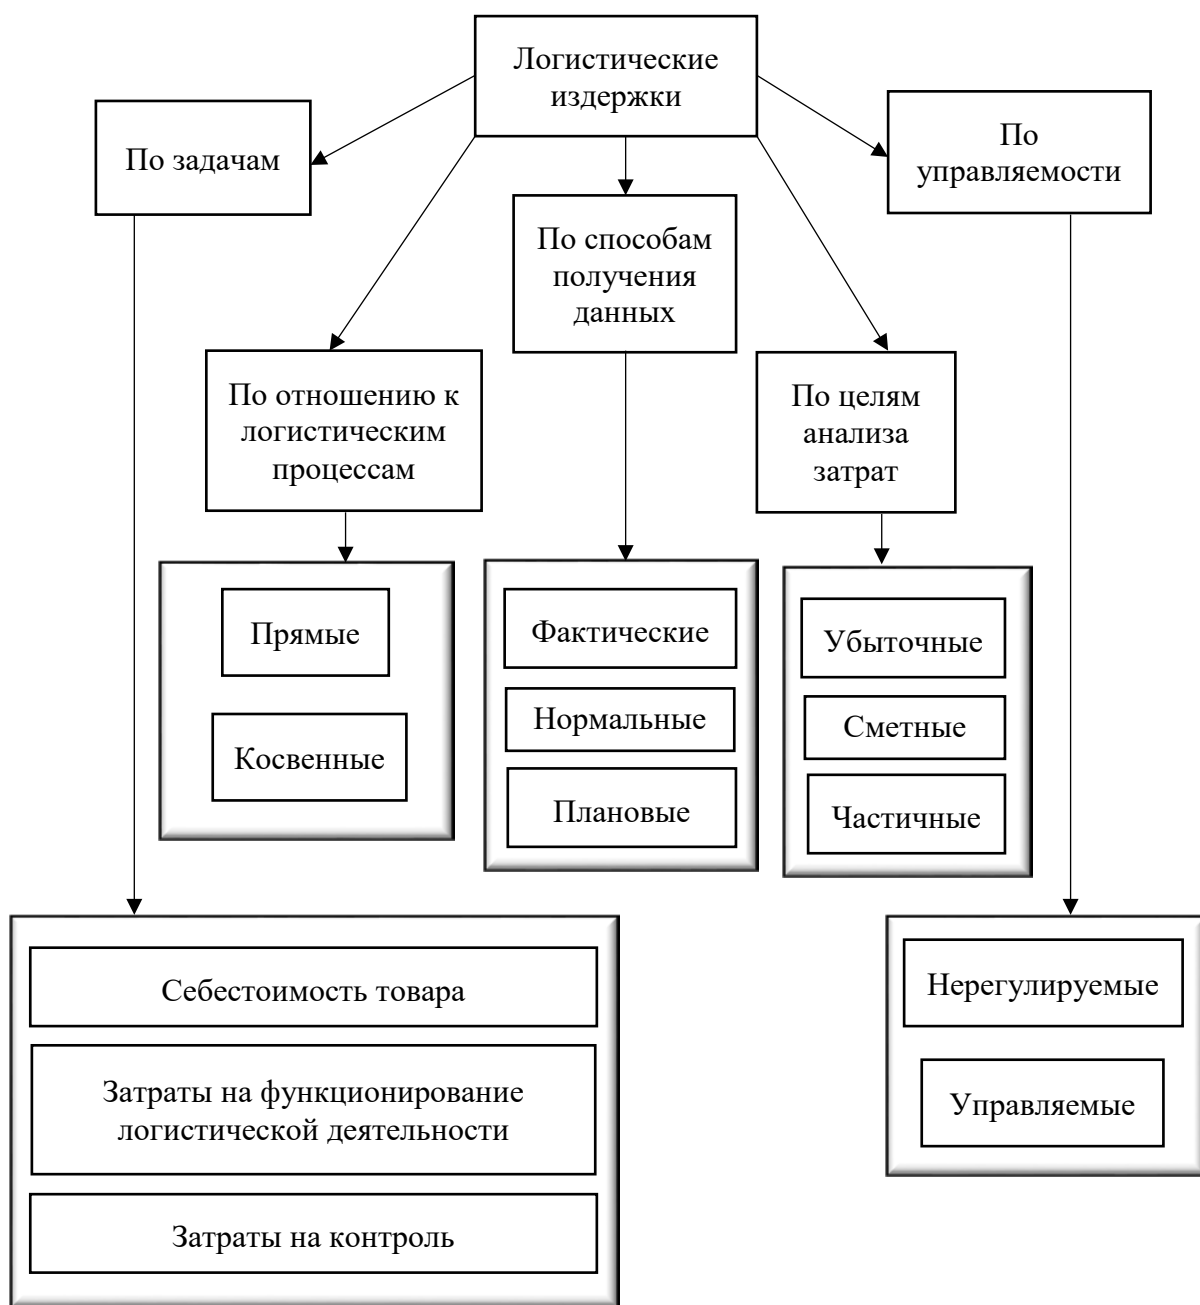 Логистические
издержки
По задачам
По
управляемости
По способам
получения
данных
По отношению к
логистическим
процессам
По целям
анализа
затрат
Прямые
Косвенные
Фактические
Нормальные
Плановые
Убыточные
Сметные
Частичные
Себестоимость товара
Затраты на функционирование
логистической деятельности
Затраты на контроль
Нерегулируемые
Управляемые